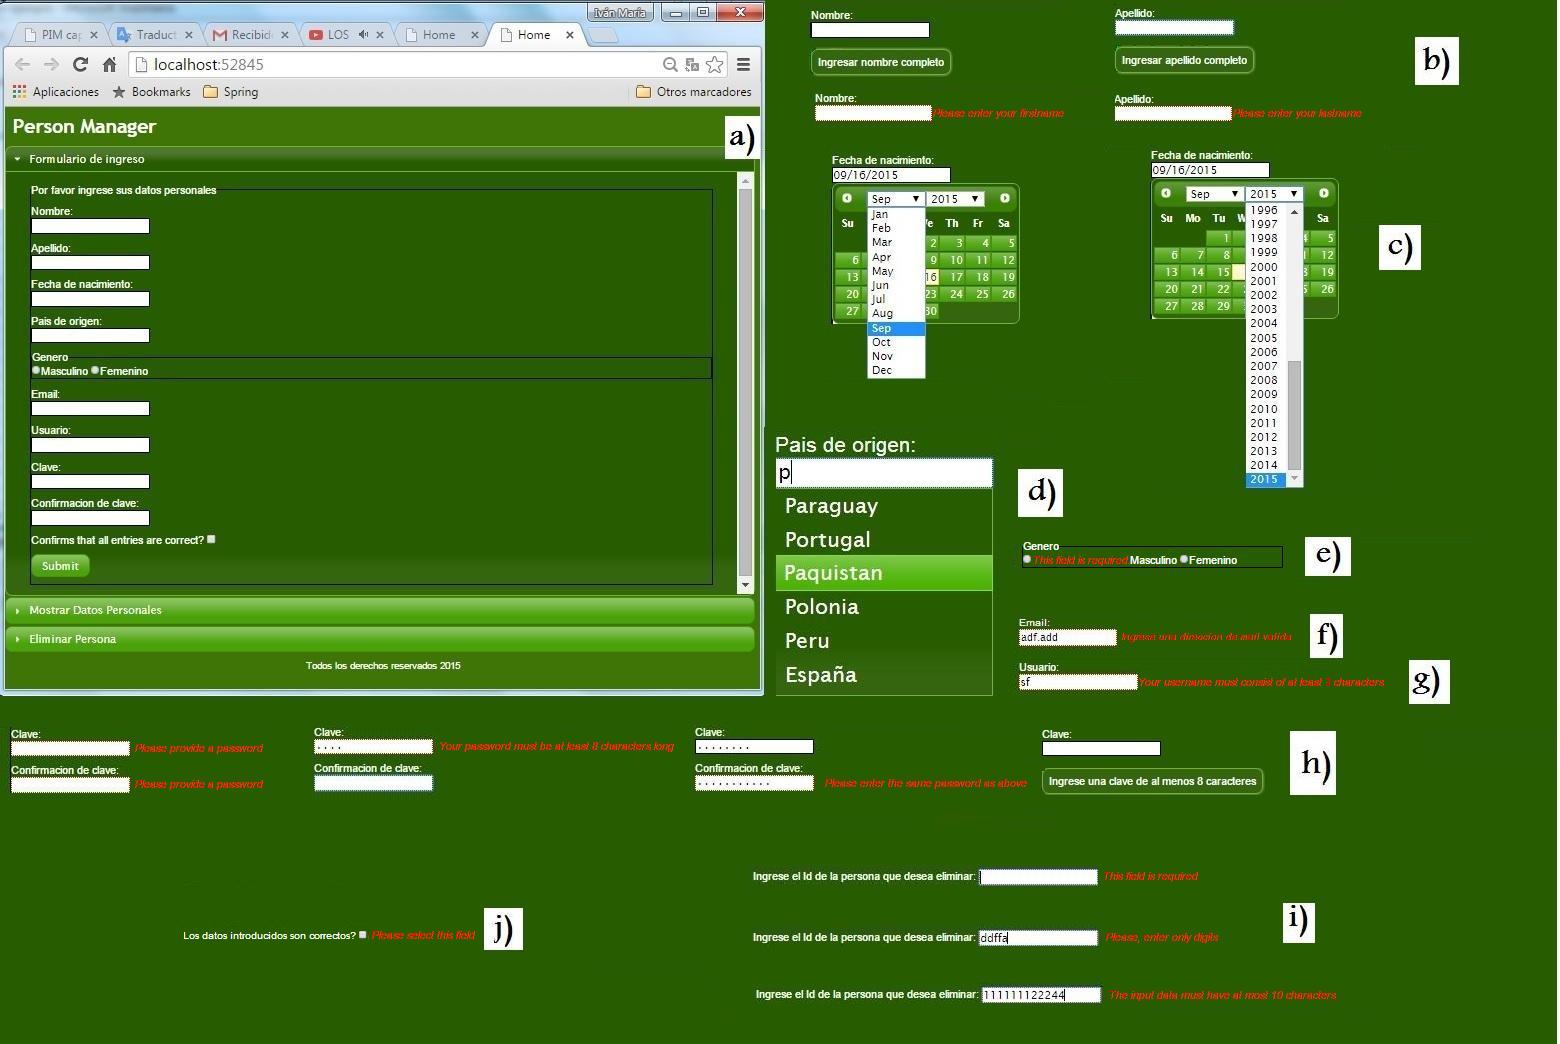 Iván María
PIM ca
Traduct
Recibid
LOS
Home
Home
localhost:52845
Aplicaciones
Bookmarks
Spring
Otros marcadores
Person Manager
a)
Formulario de ingreso
Por favor ingrese sus datos personales
Nombre:
Apellido:
Fecha de nacimiento:
Pais de origen:
Genero
Masculino Femenino
Email:
Usuario:
Clave:
Confirmacion de clave:
Confirms that all entries are correct?
Submit
Mostrar Datos Personales
Eliminar Persona
Todos los derechos reservados 2015
Nombre:
Ingresar nombre completo
Apellido:
Ingresar apellido completo
b)
Nombre:
Please enter your firstname
Apellido:
Please enter your lastname
Fecha de nacimiento:
09/16/2015
Sep 2015
Su We Th Fr Sa
2 3 4 5
6 9 10 11 12
13 16 17 18 19
20 23 24 25 26
27 30
Jan
Feb
Mar
Apr
May
Jun
Jul
Aug
Sep
Oct
Nov
Dec
Fecha de nacimiento:
09/16/2015
Sep 2015
Su Mo Tu Sa
1 4 5
6 7 8 12
13 14 15 19
20 21 22 26
27 28 29
1996
1997
1998
1999
2000
2001
2002
2003
2004
2005
2006
2007
2008
2009
2010
2011
2012
2013
2014
2015
c)
Pais de origen:
p
Paraguay
Portugal
Paquistan
Polonia
Peru
España
d)
Genero
This field is required Masculino Femenino
e)
Email:
adf.add Ingrese una direccion de mail valida
f)
Usuario:
sf Your username must consist of at least characters
g)
Clave:
Please provide a password
Confirmacion de clave:
Please provide a password
Clave:
Your password must be at least 8 characters long
Confirmacion de clave:
Clave:
Confirmacion de clave:
Please enter the same password as above
Clave:
Ingrese una clave de al menos 8 caracteres
h)
Los datos introducidos son correctos? Please select this field
j)
Ingrese el Id de la persona que desea eliminar: This field is required
Ingrese el Id de la persona que desea eliminar: ddffa Please, enter only digits
Ingrese el Id de la persona que desea eliminar: 111111122244 The input data must have at most 10 characters
i)